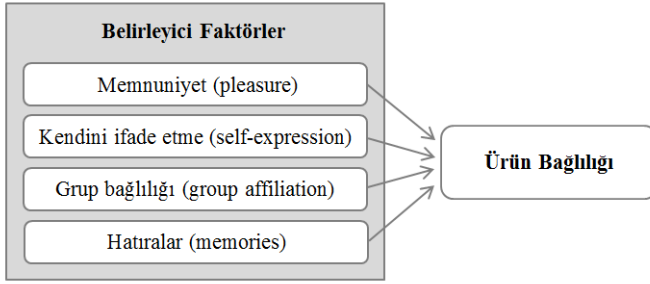 Belirleyici Faktörler
Memnuniyet (pleasure)
Kendini ifade etme (self-expression)
Grup bağlılığı (group affiliation)
Hatıralar (memories)
Ürün Bağlılığı